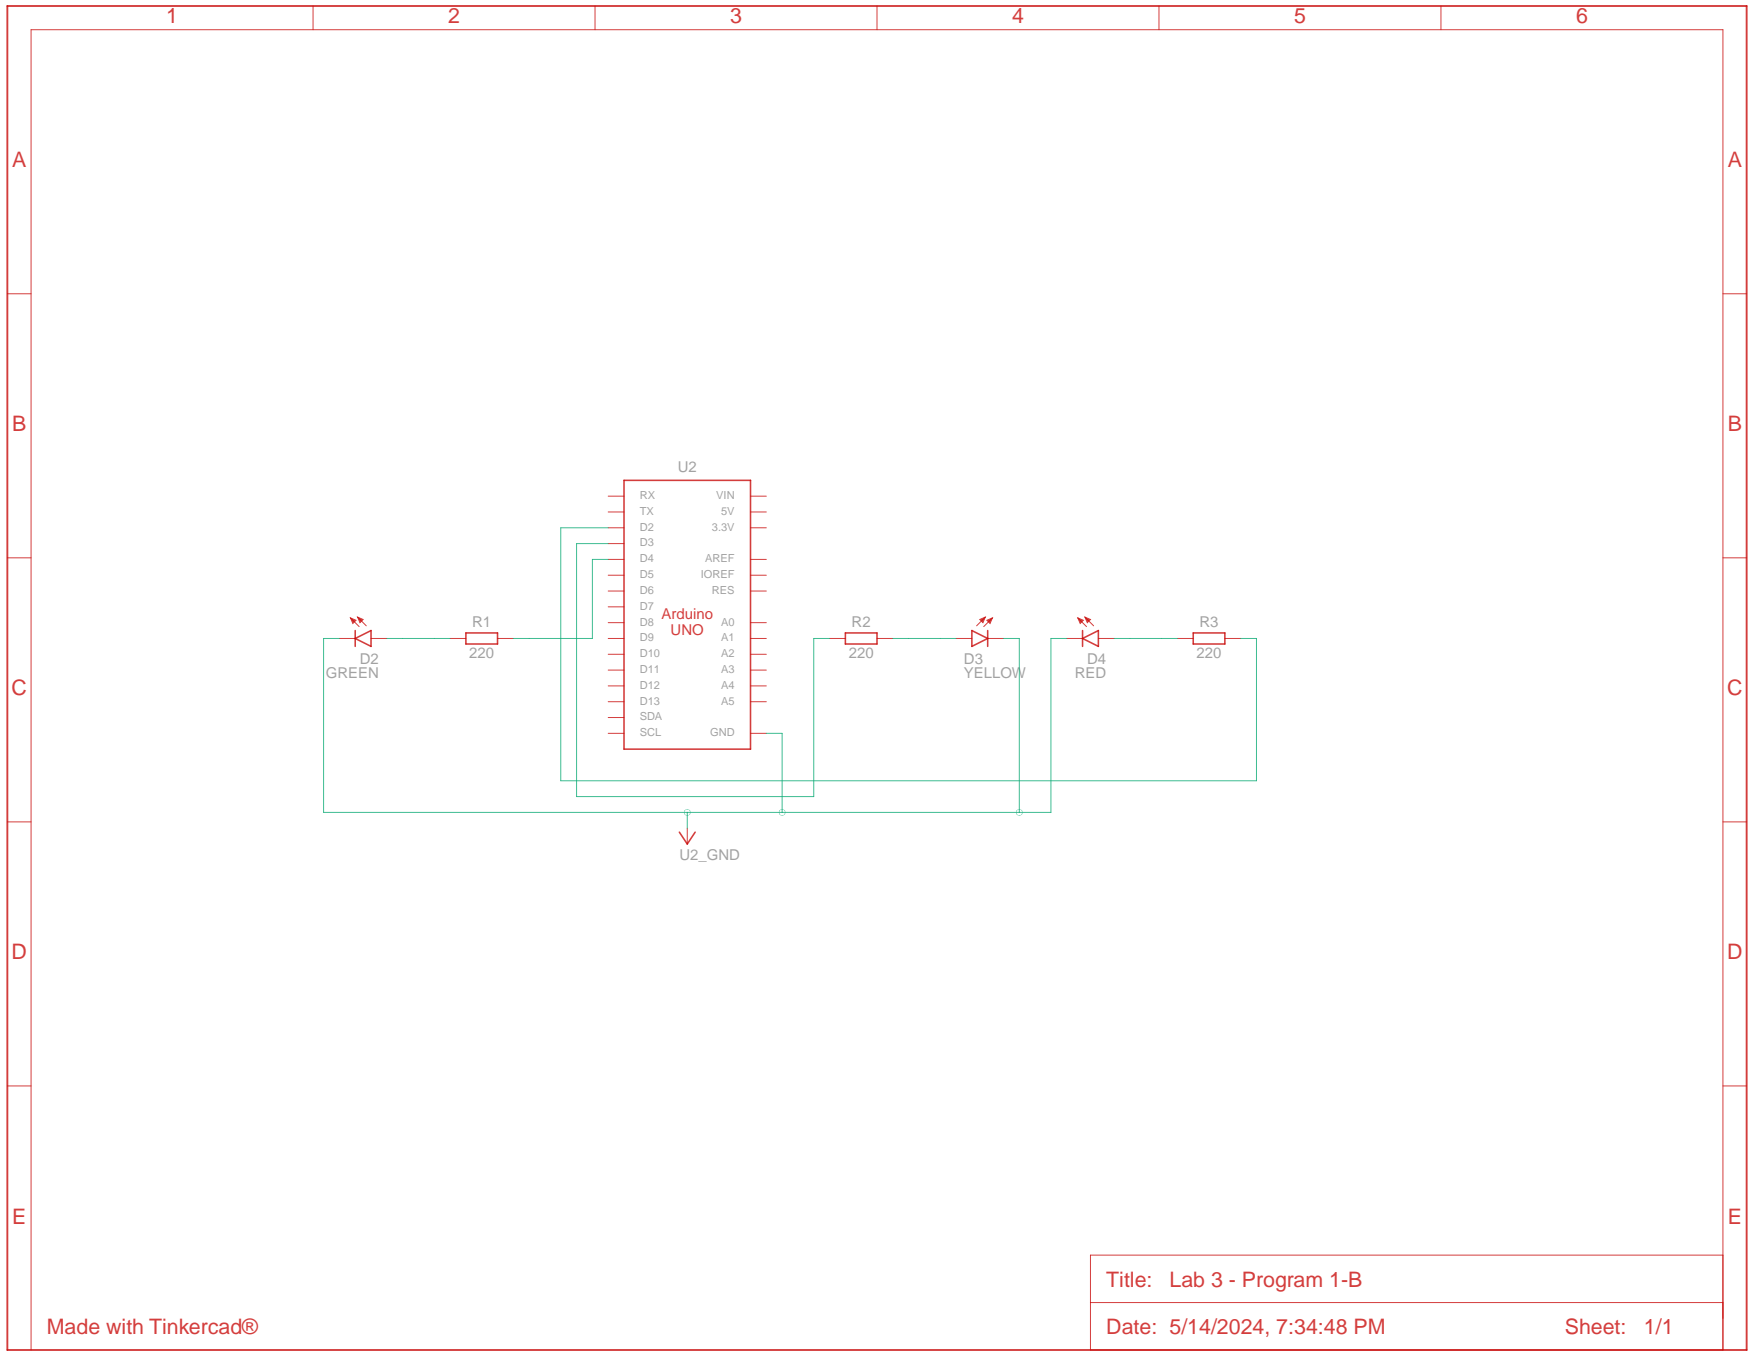 1 2 3 4 5 6
A A
B B
U2
RX VIN
TX 5V
D2 3.3V
D3
D4 AREF
D5 IOREF
D6 RES
D7
Arduino
UNO
D8 A0
D9 A1
D10 A2
D11 A3
D12 A4
D13 A5
SDA
SCL GND
R1
220
D2
GREEN
R2
220
D3
YELLOW
D4
RED
R3
220
C C
U2_GND
D D
E E
Title: Lab 3 - Program 1-B
Date: 5/14/2024, 7:34:48 PM Sheet: 1/1
Made with Tinkercad®